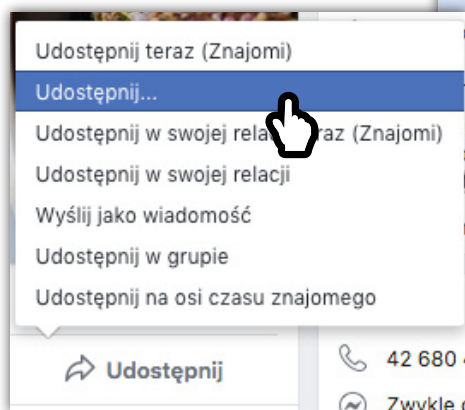 Udostępnij teraz (Znajomi)
Udostępnij...
Udostępnij w swojej (Znajomi)
Udostępnij w swojej relacji
Wyślij jako wiadomość
Udostępnij w grupie
Udostępnij na osi czasu znajomego
Udostępnij
42 680
Zwykle